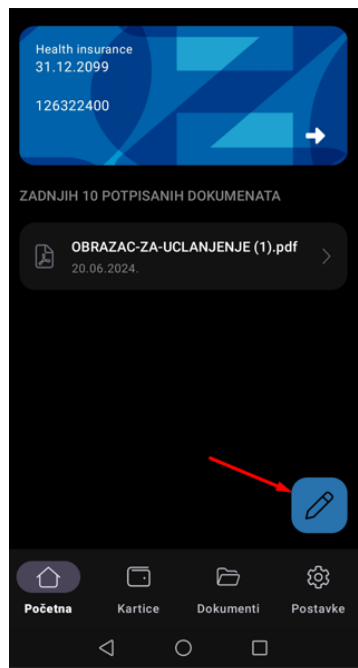 Health insurance
31.12.2099
126322400
ZADNJIH 10 POTPISANIH DOKUMENATA
OBRAZAC-ZA-UCLANJENJE (1).pdf
20.06.2024.
Početna Kartice Dokumenti Postavke